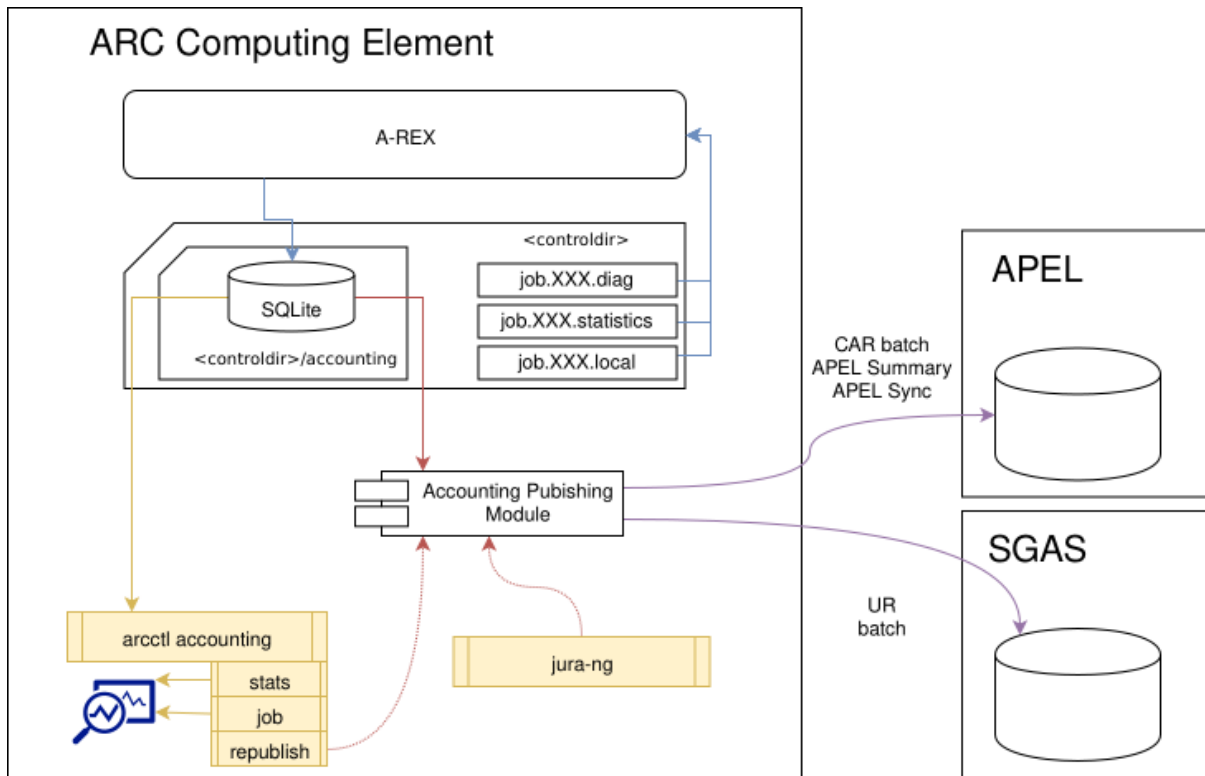 ARC Computing Element
A-REX
<controldir>
job.XXX.diag
SQLite
job.XXX.statistics
<controldir>/accounting
job.XXX.local
APEL
CAR batch
APEL Summary
APEL Sync
Accounting Pubishing
Module
SGAS
UR
batch
arcctl accounting
stats
job
republish
jura-ng